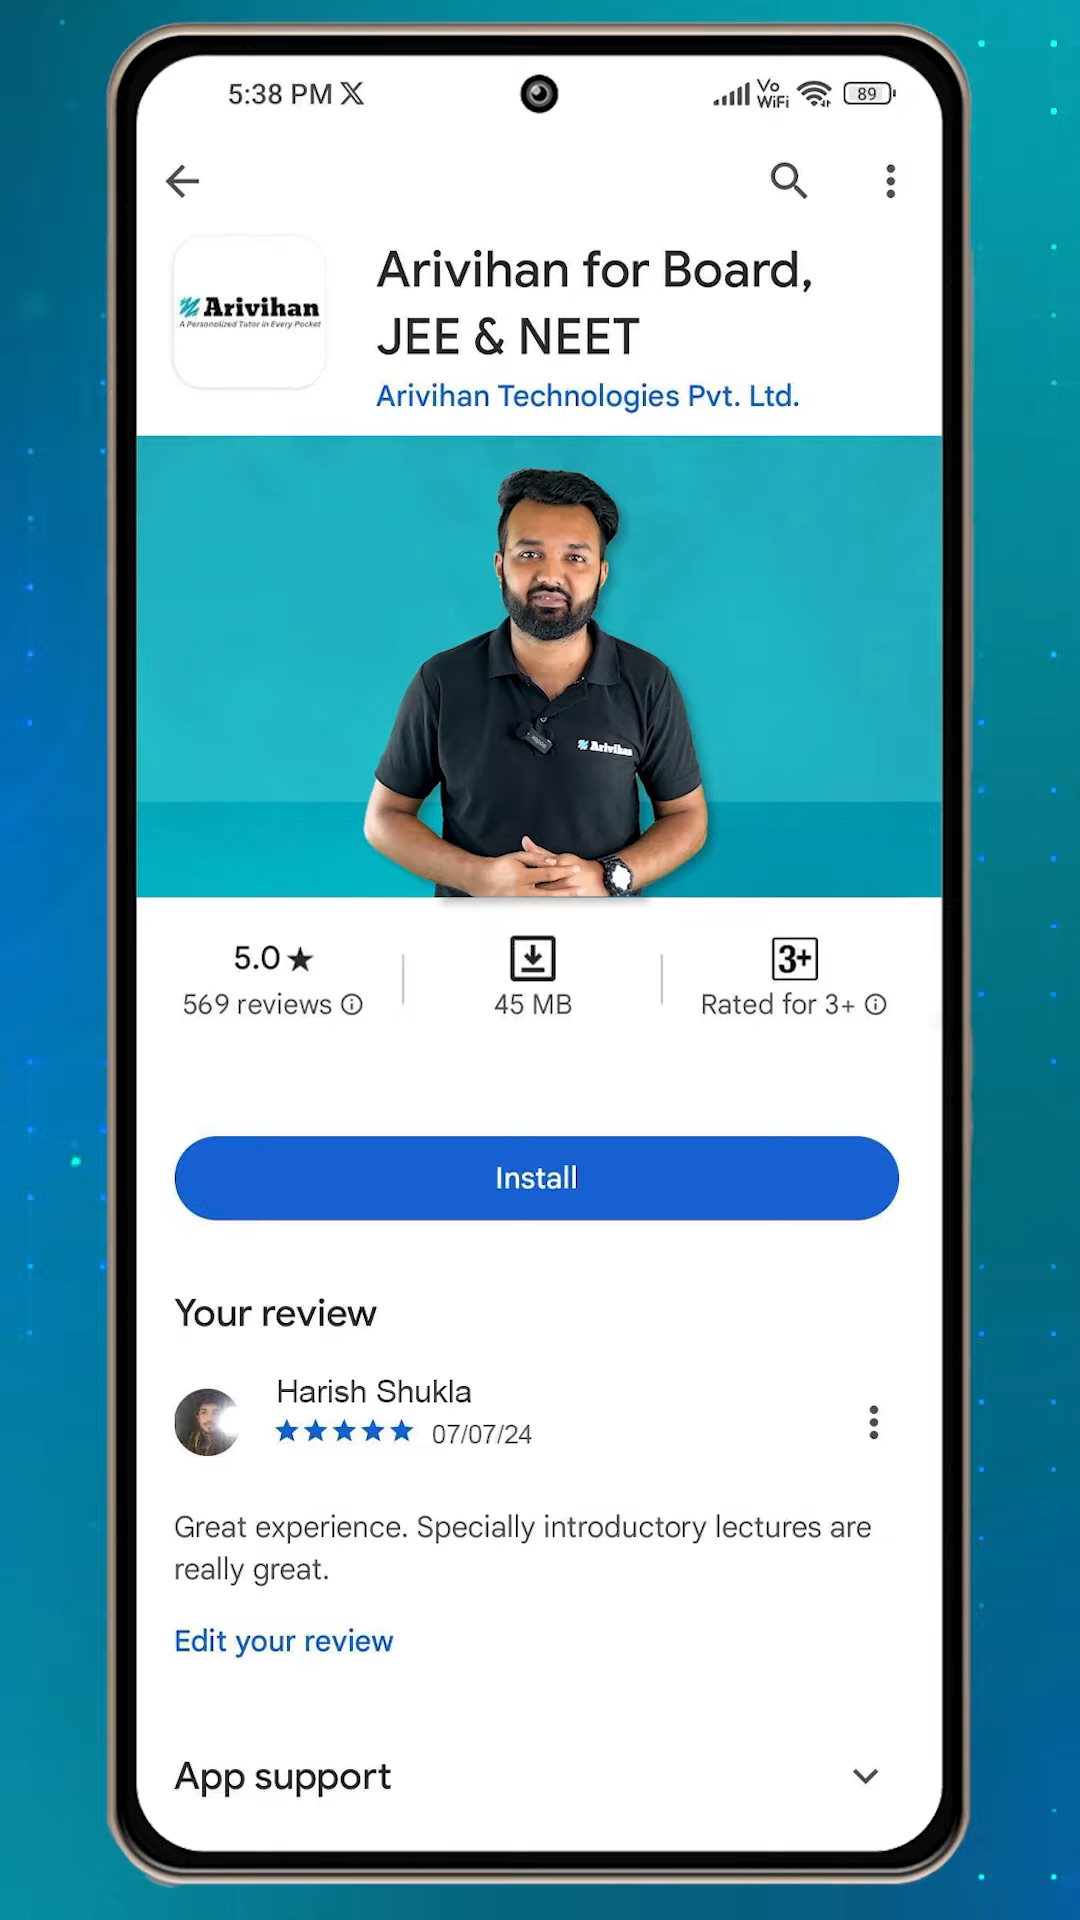 5:38 PM X
Vo
WiFi
89
Arivihan
A Personalized Tutor in Every Pocket
Arivihan for Board,
JEE & NEET
Arivihan Technologies Pvt. Ltd.
Arivihan
5.0 ★
569 reviews
45 MB
3+
Rated for 3+
Install
Your review
Harish Shukla
★★★★★ 07/07/24
Great experience. Specially introductory lectures are
really great.
Edit your review
App support